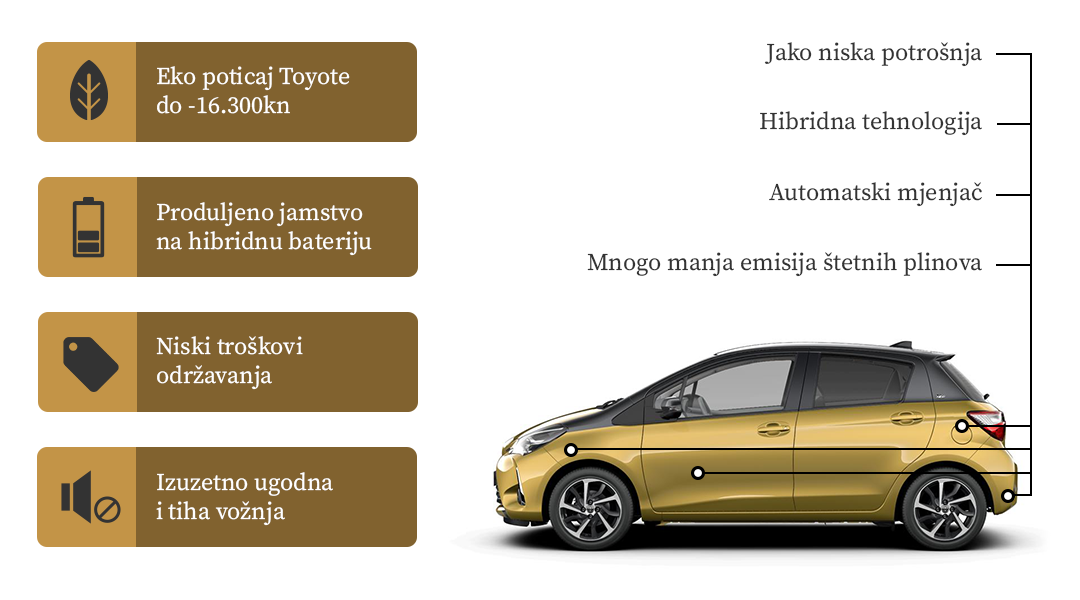 Eko poticaj Toyote
do -16.300kn
Produljeno jamstvo
na hibridnu bateriju
Niski troškovi
održavanja
Izuzetno ugodna
i tiha vožnja
Jako niska potrošnja
Hibridna tehnologija
Automatski mjenjač
Mnogo manja emisija štetnih plinova